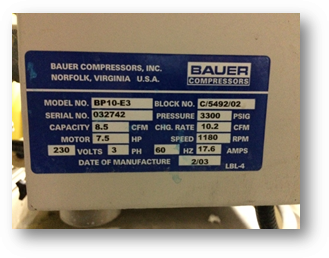 BAUER COMPRESSORS, INC.
NORFOLK, VIRGINIA U.S.A.
BAUER
COMPRESSORS
MODEL NO. BP10-E3 BLOCK NO. C/5492/02
SERIAL NO. 032742 PRESSURE 3300 PSIG
CAPACITY 8.5 CFM CHG. RATE 10.2 CFM
MOTOR 7.5 HP SPEED 1180 RPM
230 VOLTS 3 PH 60 HZ 17.6 AMPS
DATE OF MANUFACTURE 2/03 LBL-4